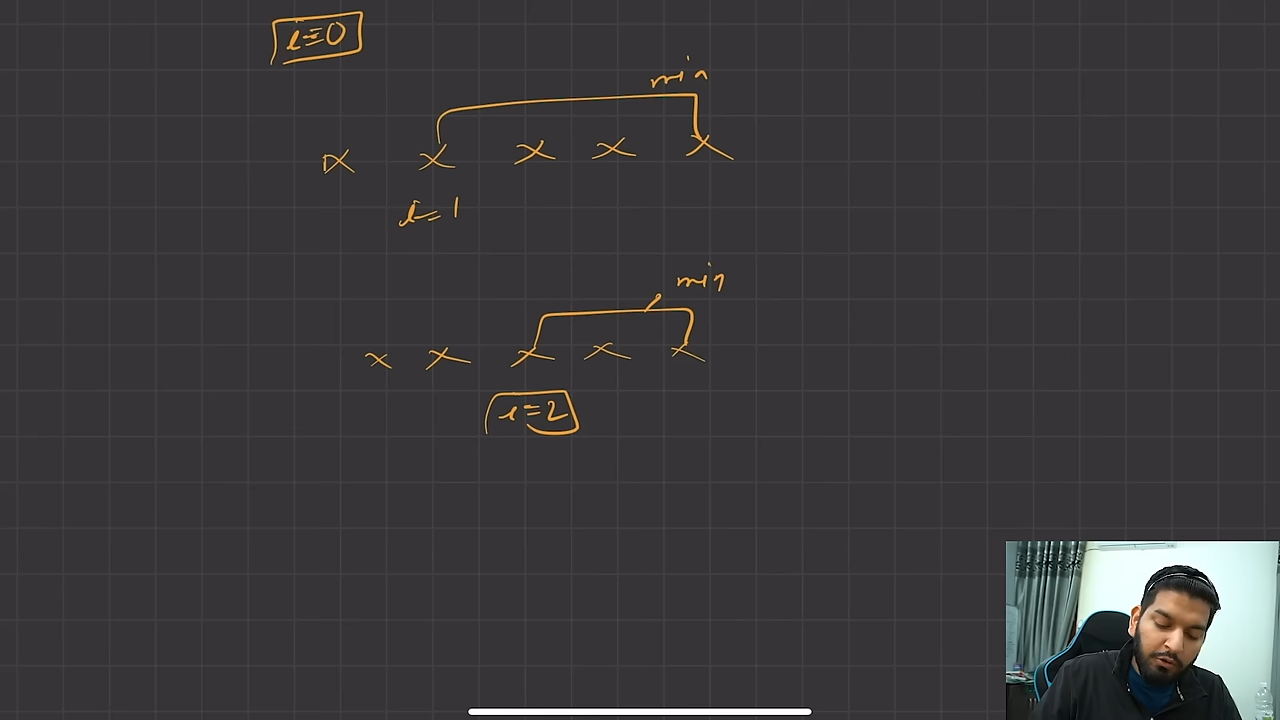 i=0
min
x x x x x
i=1
min
x x x x x
i=2